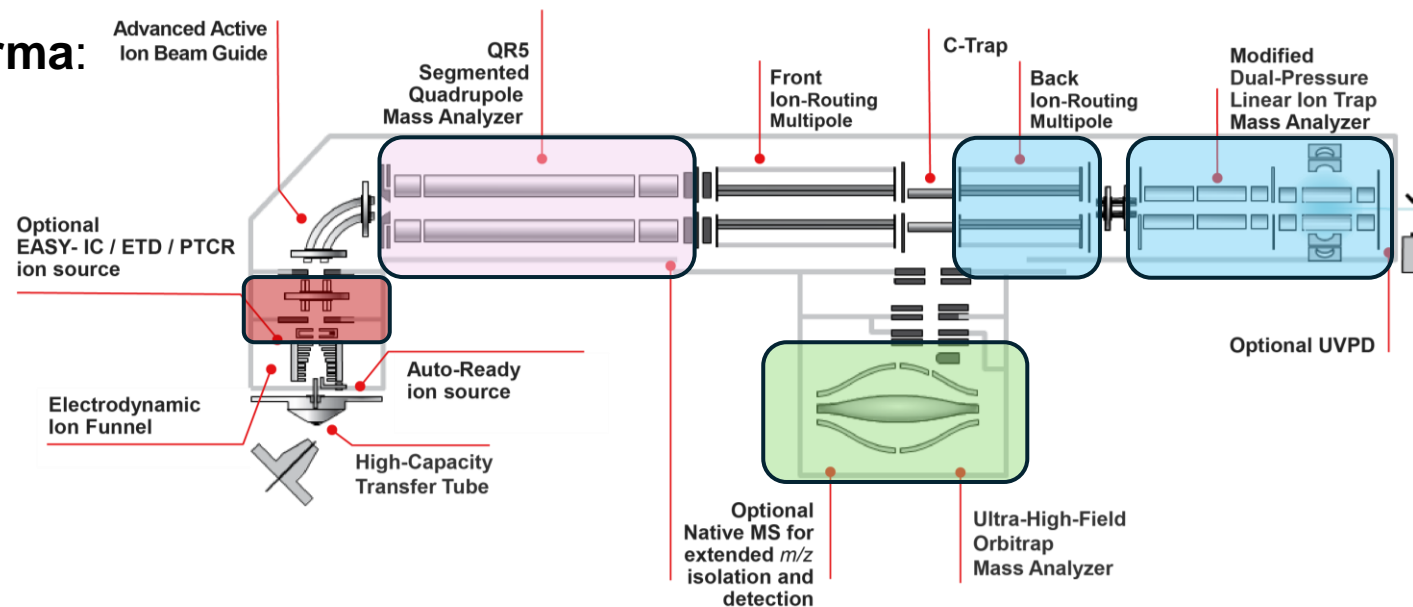 rma:
Advanced Active
Ion Beam Guide
QR5
Segmented
Quadrupole
Mass Analyzer
Front
Ion-Routing
Multipole
C-Trap
Back
Ion-Routing
Multipole
Modified
Dual-Pressure
Linear Ion Trap
Mass Analyzer
Optional
EASY- IC / ETD / PTCR
ion source
Auto-Ready
ion source
Electrodynamic
Ion Funnel
High-Capacity
Transfer Tube
Optional UVPD
Optional
Native MS for
extended m/z
isolation and
detection
Ultra-High-Field
Orbitrap
Mass Analyzer